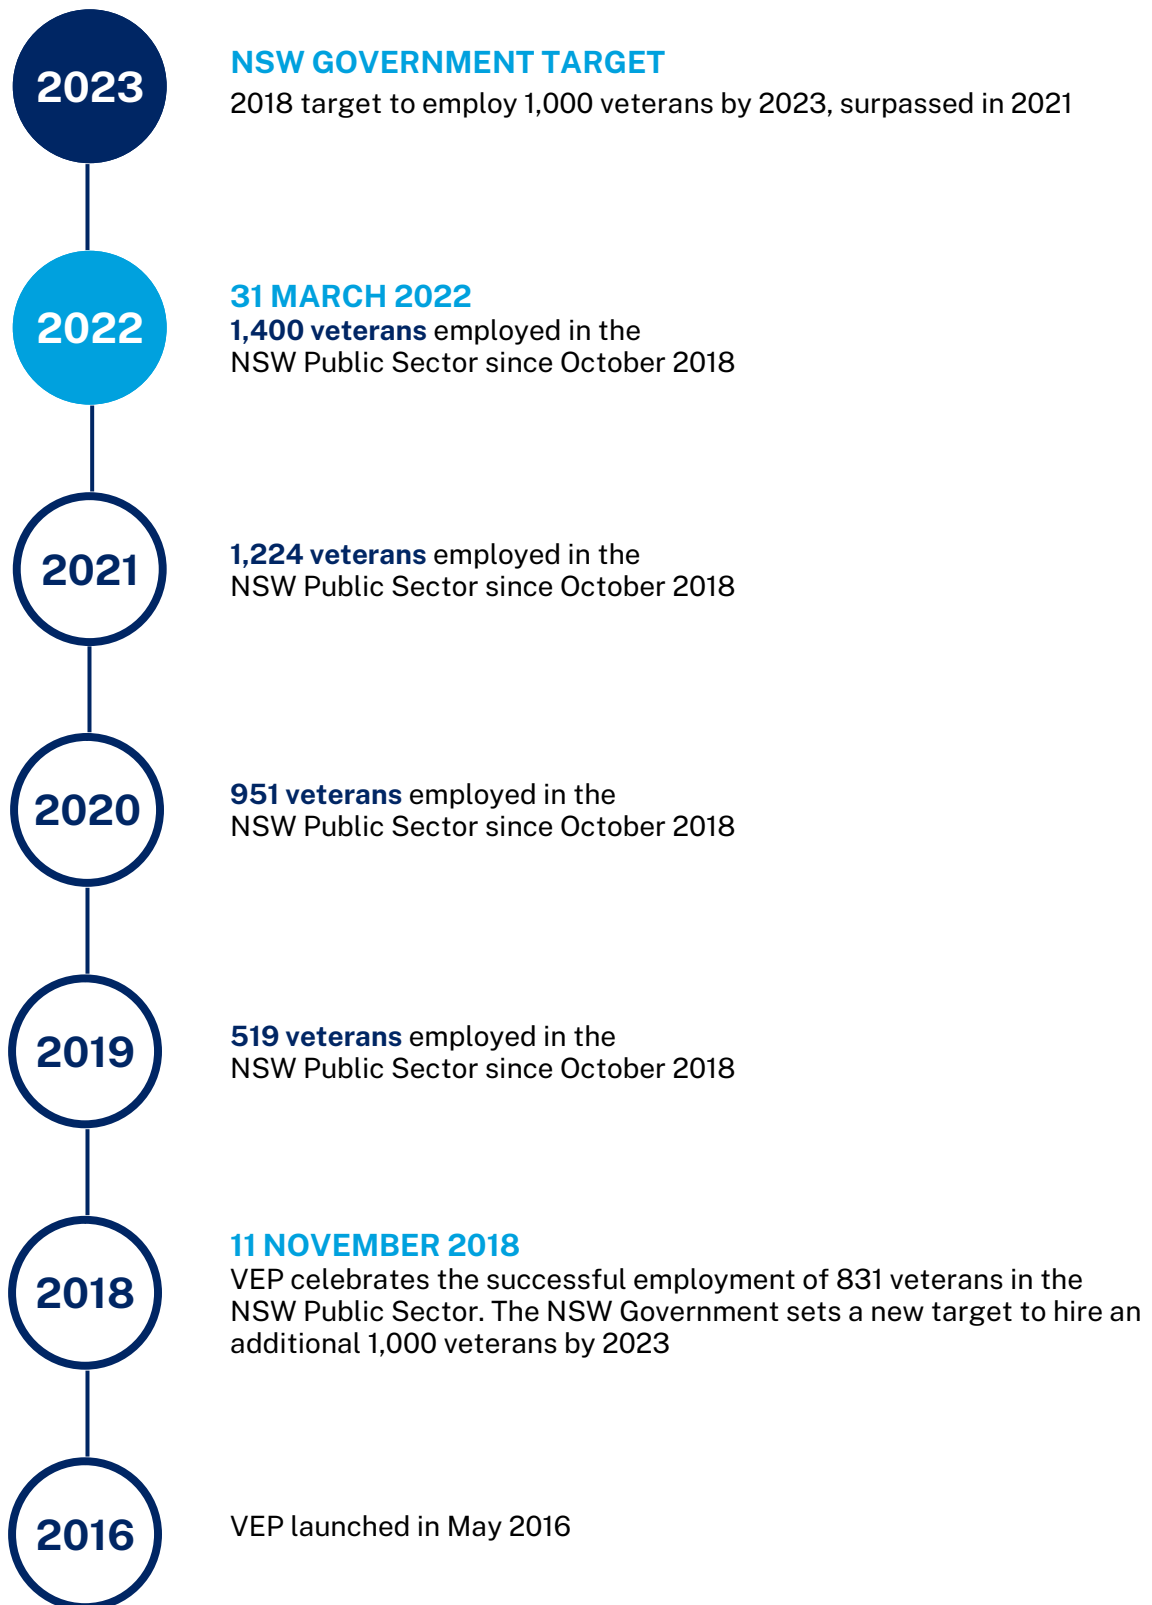 2023
NSW GOVERNMENT TARGET
2018 target to employ 1,000 veterans by 2023, surpassed in 2021
2022
31 MARCH 2022
1,400 veterans employed in the
NSW Public Sector since October 2018
2021
1,224 veterans employed in the
NSW Public Sector since October 2018
2020
951 veterans employed in the
NSW Public Sector since October 2018
2019
519 veterans employed in the
NSW Public Sector since October 2018
2018
11 NOVEMBER 2018
VEP celebrates the successful employment of 831 veterans in the
NSW Public Sector. The NSW Government sets a new target to hire an
additional 1,000 veterans by 2023
2016
VEP launched in May 2016